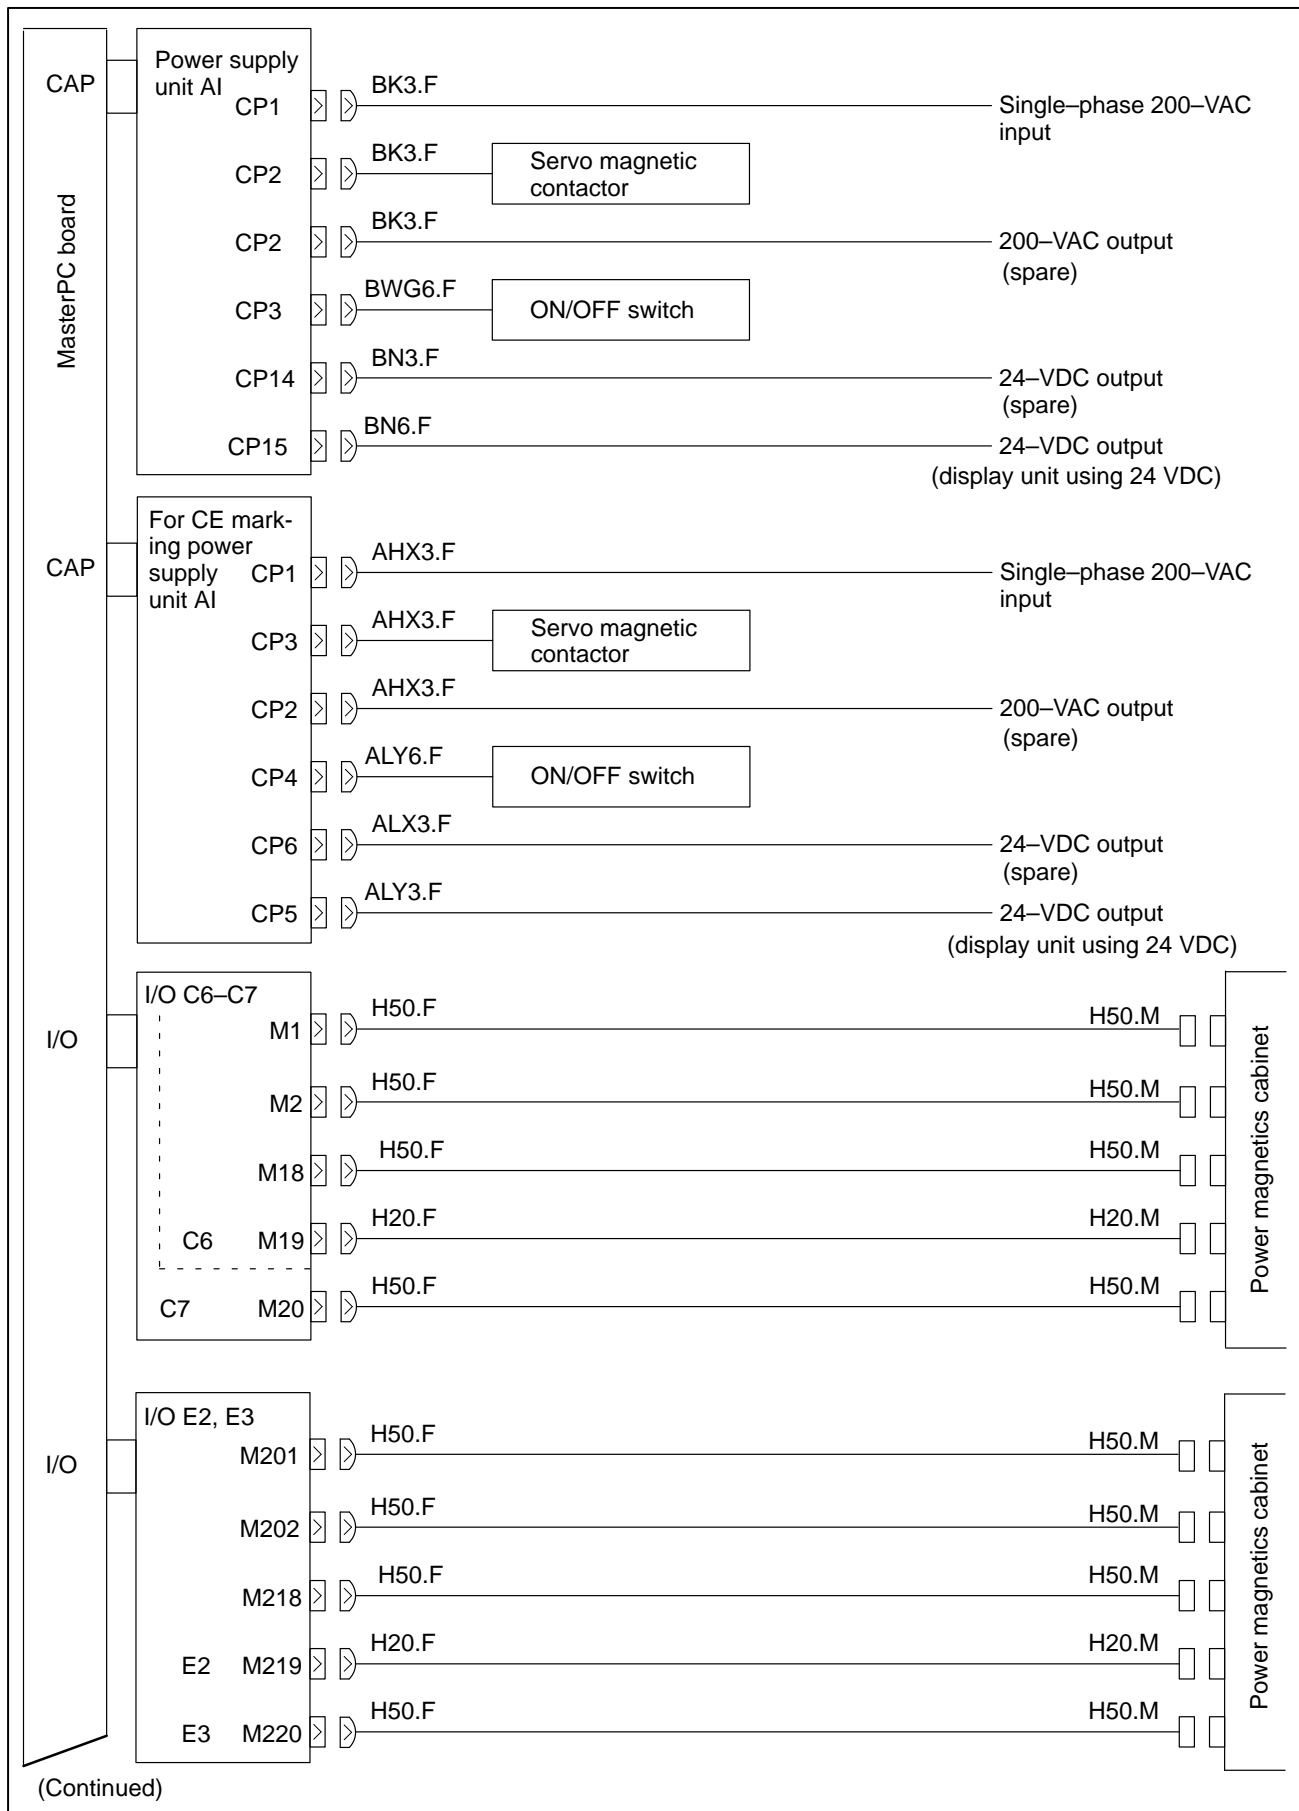 CAP
MasterPC board
Power supply
unit AI
CP1
BK3.F
Single–phase 200–VAC
input
CP2
BK3.F
Servo magnetic
contactor
CP2
BK3.F
200–VAC output
(spare)
CP3
BWG6.F
ON/OFF switch
CP14
BN3.F
24–VDC output
(spare)
CP15
BN6.F
24–VDC output
(display unit using 24 VDC)
CAP
For CE mark-
ing power
supply
unit AI
CP1
AHX3.F
Single–phase 200–VAC
input
CP3
AHX3.F
Servo magnetic
contactor
CP2
AHX3.F
200–VAC output
(spare)
CP4
ALY6.F
ON/OFF switch
CP6
ALX3.F
24–VDC output
(spare)
CP5
ALY3.F
24–VDC output
(display unit using 24 VDC)
I/O
I/O C6–C7
M1
H50.F
H50.M
M2
H50.F
H50.M
M18
H50.F
H50.M
C6
M19
H20.F
H20.M
C7
M20
H50.F
H50.M
Power magnetics cabinet
I/O
I/O E2, E3
M201
H50.F
H50.M
M202
H50.F
H50.M
M218
H50.F
H50.M
E2
M219
H20.F
H20.M
E3
M220
H50.F
H50.M
Power magnetics cabinet
(Continued)